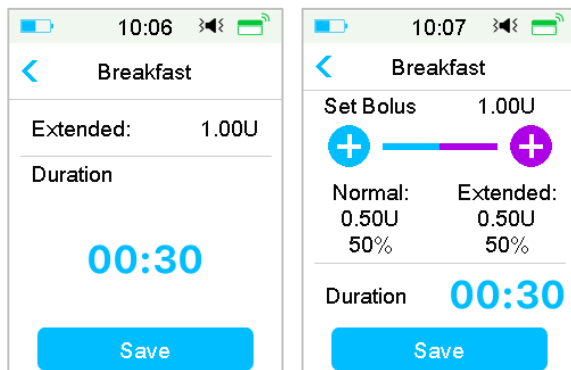 10:06
Breakfast
Extended: 1.00U
Duration
00:30
Save
10:07
Breakfast
Set Bolus 1.00U
Normal: Extended:
0.50U 0.50U
50% 50%
Duration 00:30
Save